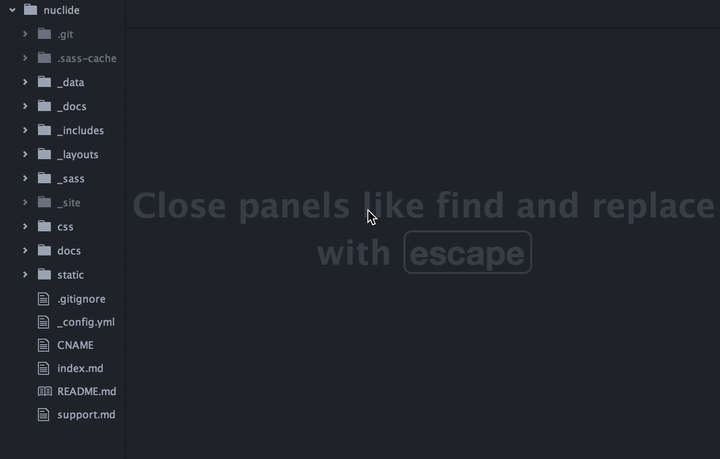 nuclide
.git
.sass-cache
_data
_docs
_includes
_layouts
_sass
_site
css
docs
static
.gitignore
_config.yml
CNAME
index.md
README.md
support.md
Close panels like find and replace
with escape